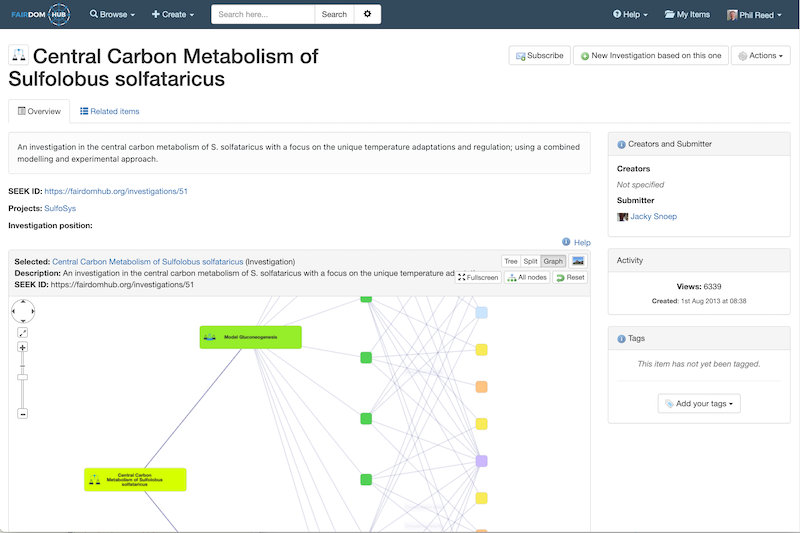 FAIRDOM HUB Browse Create Search here... Search Help My Items Phil Reed
Central Carbon Metabolism of
Sulfolobus solfataricus
Subscribe New Investigation based on this one Actions
Overview Related items
An investigation in the central carbon metabolism of S. solfataricus with a focus on the unique temperature adaptations and regulation; using a combined
modelling and experimental approach.
SEEK ID: https://fairdomhub.org/investigations/51
Projects: SulfoSys
Investigation position:
Help
Selected: Central Carbon Metabolism of Sulfolobus solfataricus (Investigation)
Tree Split Graph
Description: An investigation in the central carbon metabolism of S. solfataricus with a focus on the unique temperature
Fullscreen All nodes Reset
SEEK ID: https://fairdomhub.org/investigations/51
Model Gluconeogenesis
Central Carbon
Metabolism of Sulfolobus
solfataricus
Creators and Submitter
Creators
Not specified
Submitter
Jacky Snoep
Activity
Views: 6339
Created: 1st Aug 2013 at 08:38
Tags
This item has not yet been tagged.
Add your tags